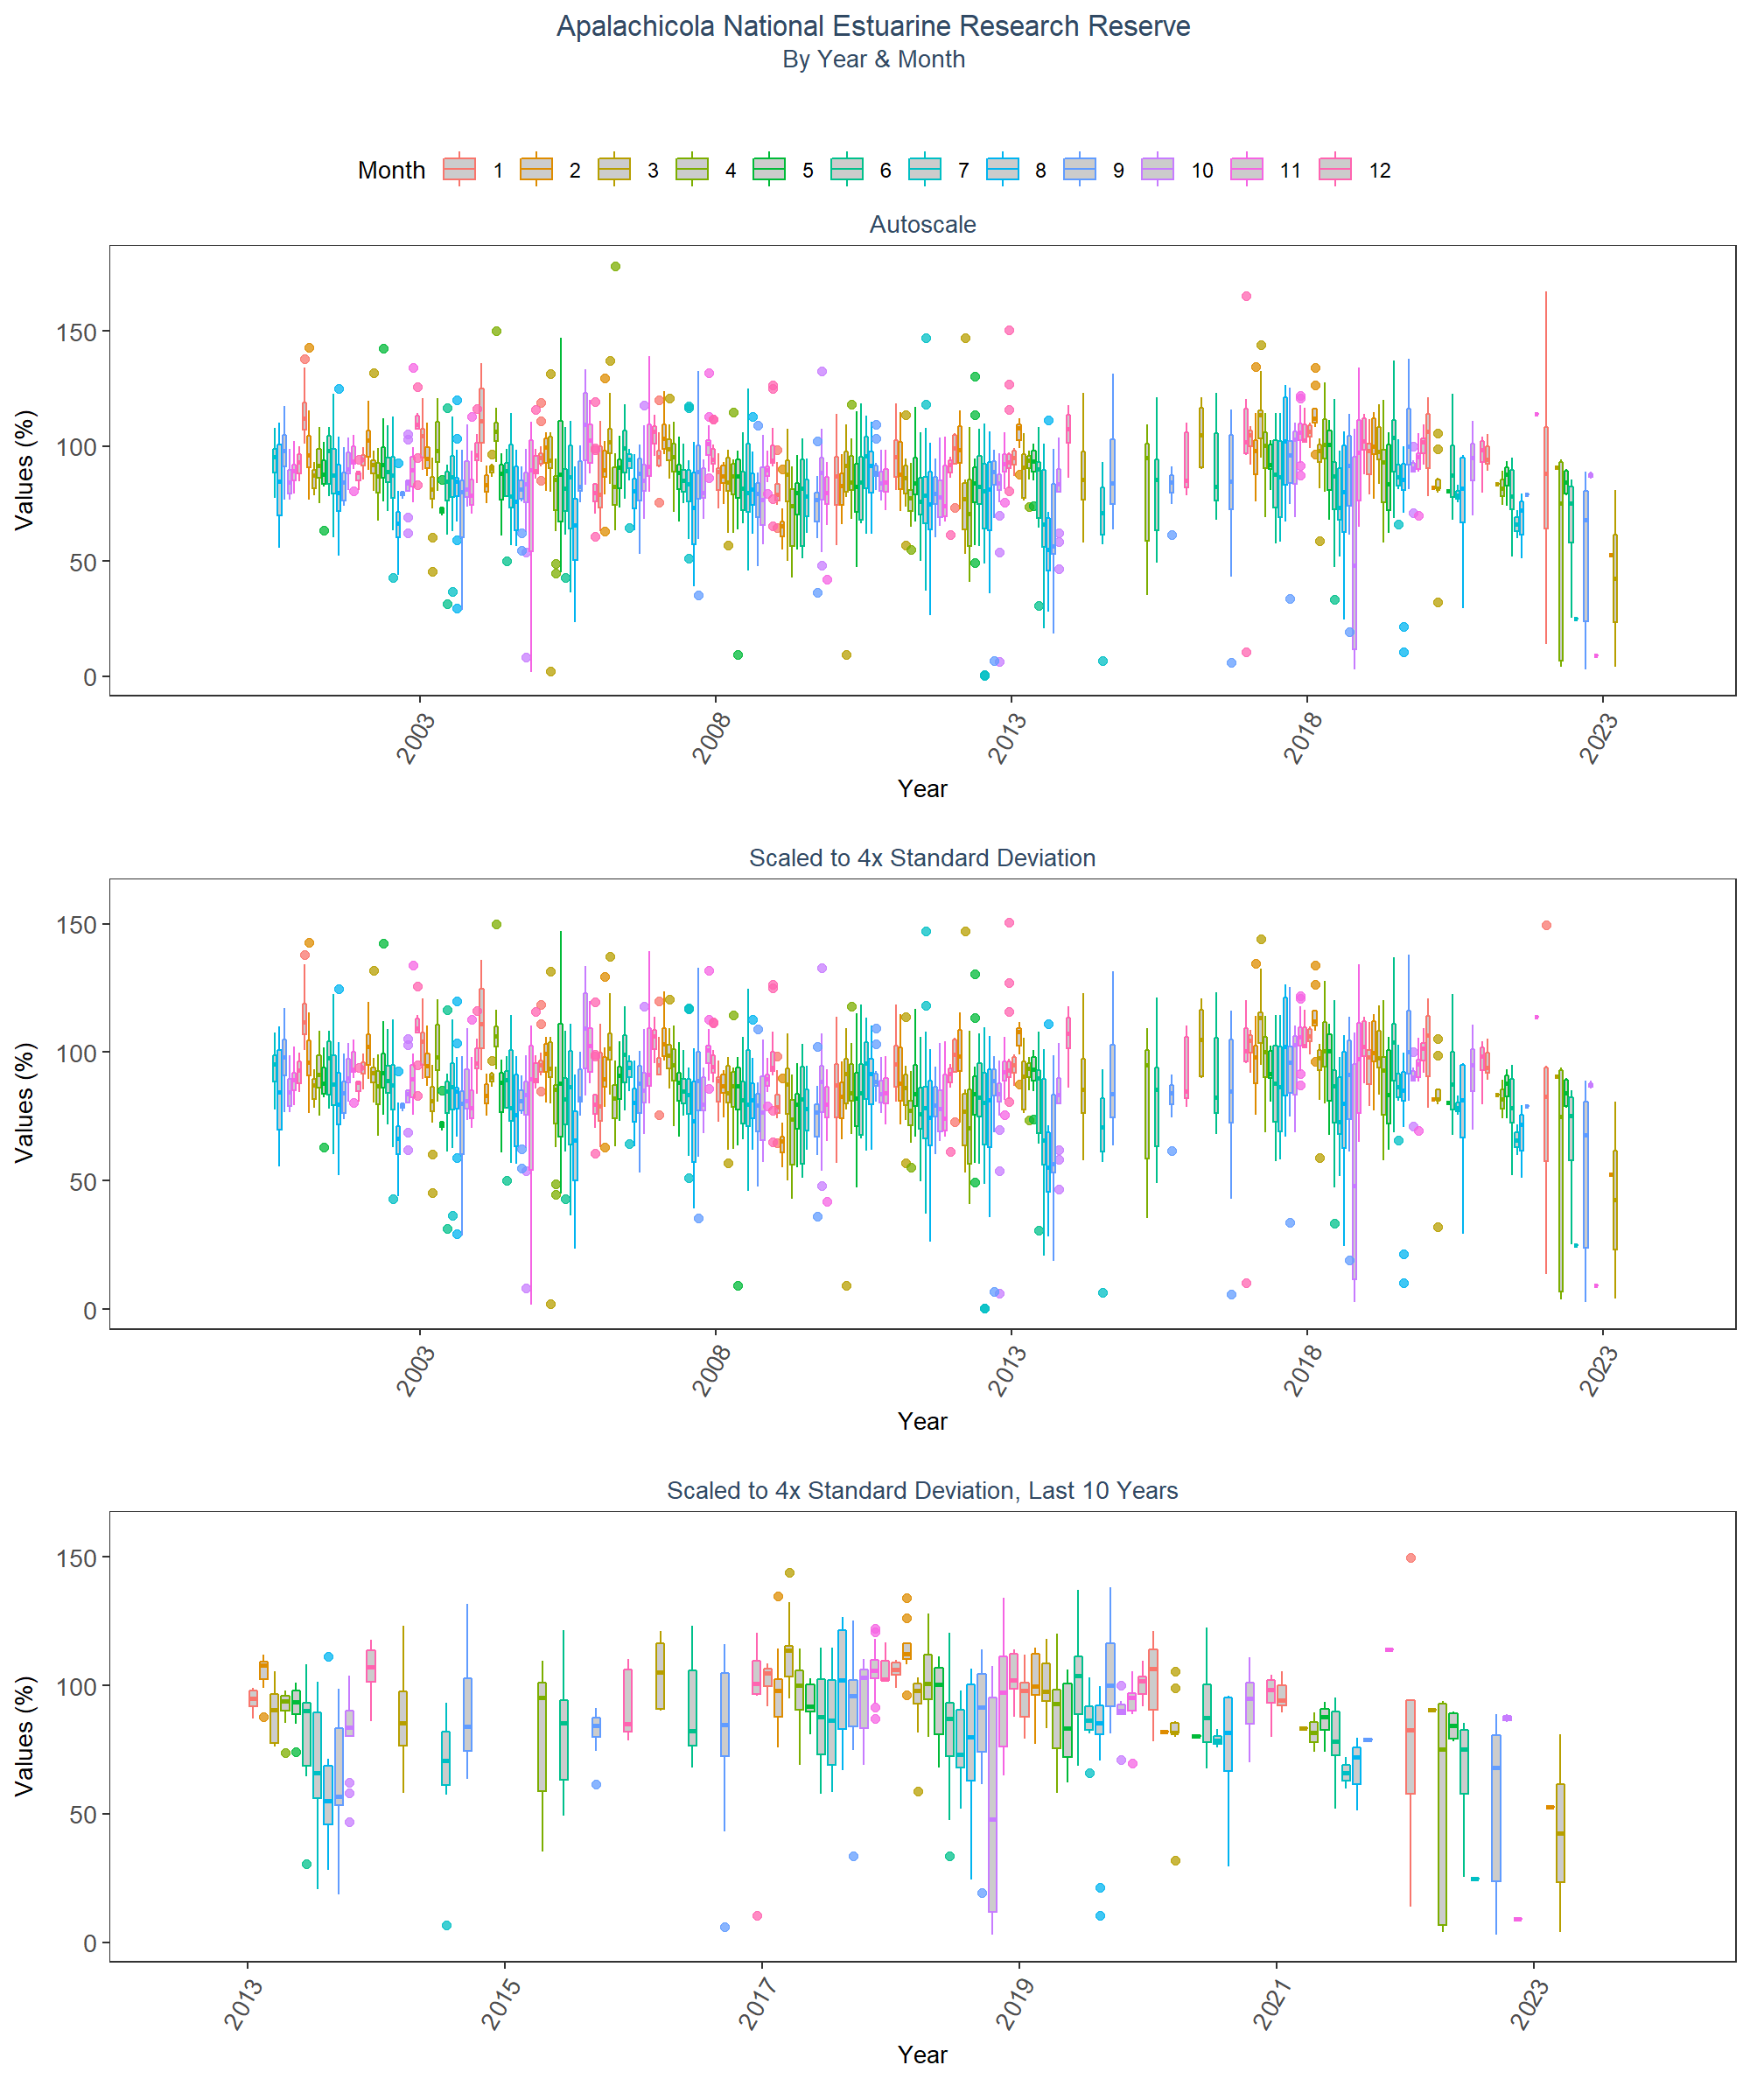 Apalachicola National Estuarine Research Reserve
By Year & Month
Month 1 2 3 4 5 6 7 8 9 10 11 12
Autoscale
Values (%)
150
100
50
0
2003 2008 2013 2018 2023
Year
Scaled to 4x Standard Deviation
Values (%)
150
100
50
0
2003 2008 2013 2018 2023
Year
Scaled to 4x Standard Deviation, Last 10 Years
Values (%)
150
100
50
0
2013 2015 2017 2019 2021 2023
Year